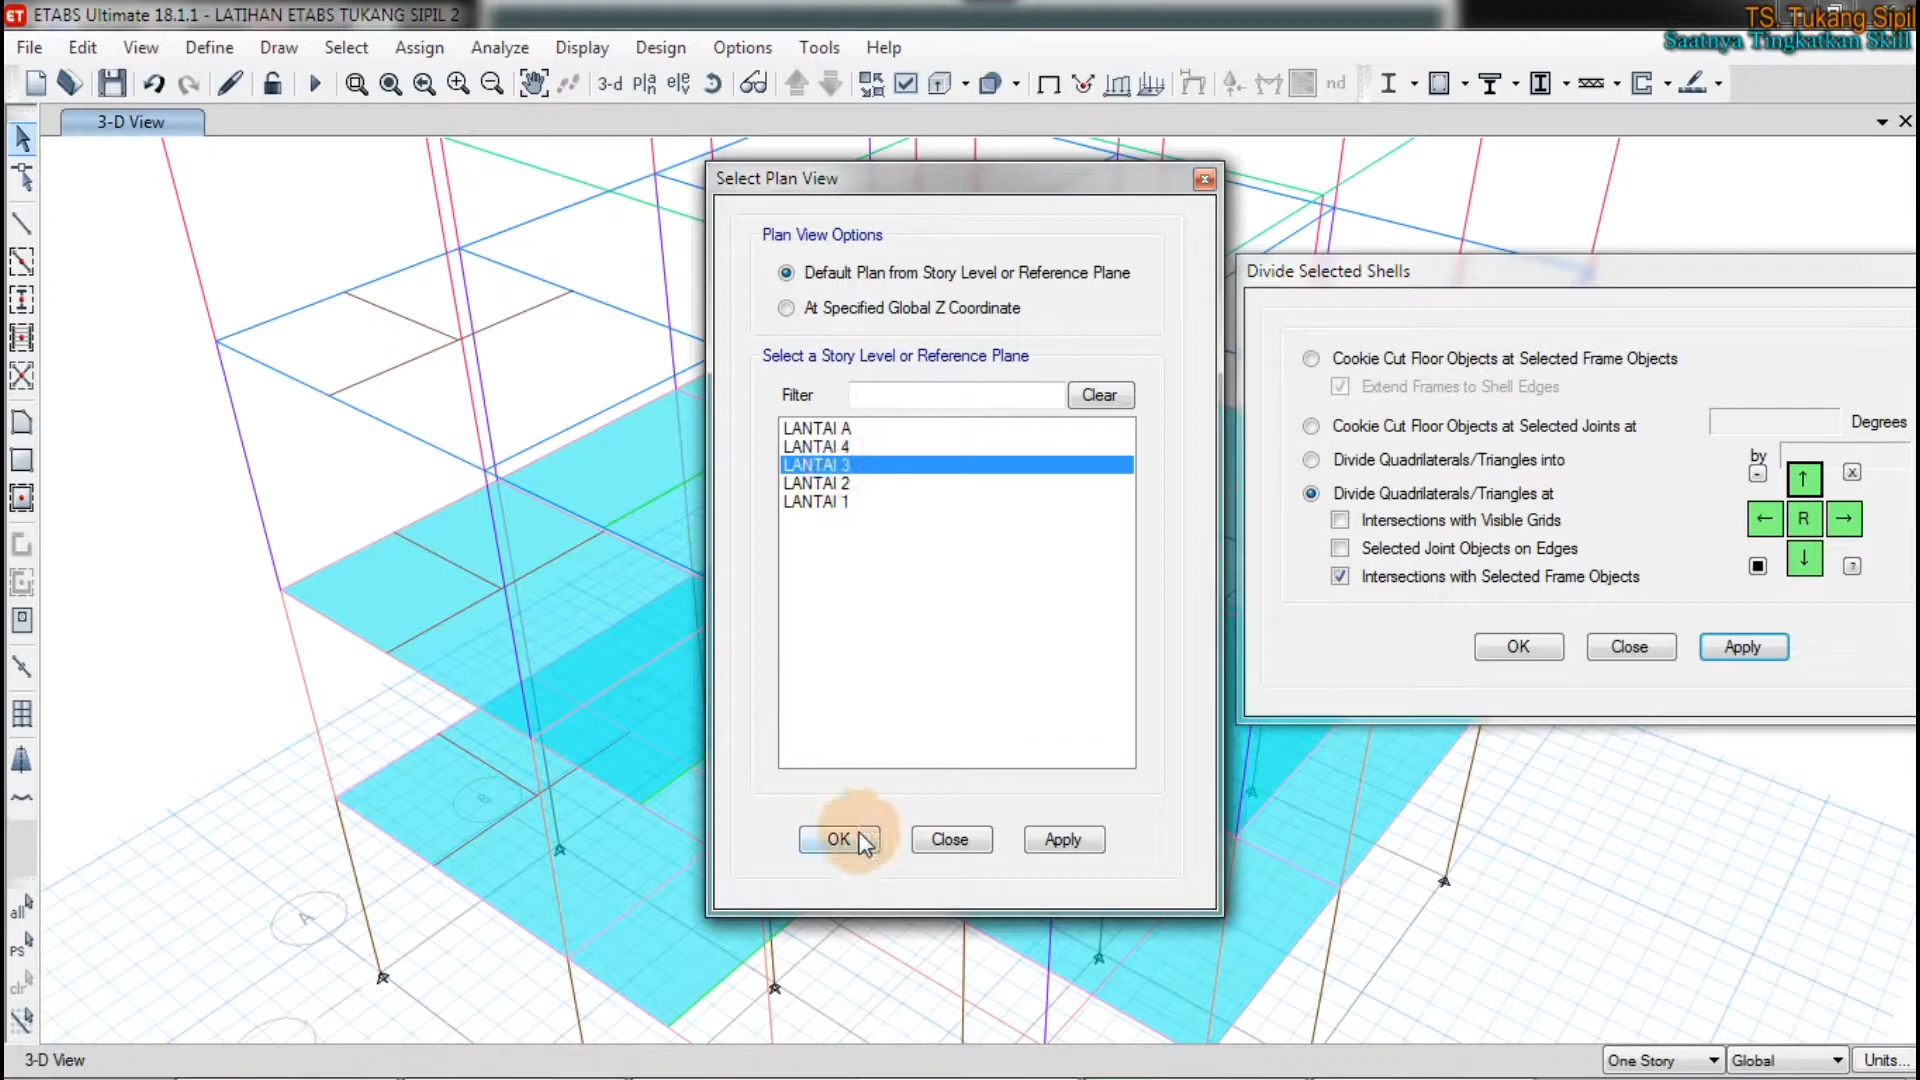 ETABS Ultimate 18.1.1 - LATIHAN ETABS TUKANG SIPIL 2
TS. Tukang Sipil
Saatnya Tingkatkan Skill
File Edit View Define Draw Select Assign Analyze Display Design Options Tools Help
3-d
nd
3-D View
Select Plan View
Plan View Options
Default Plan from Story Level or Reference Plane
At Specified Global Z Coordinate
Select a Story Level or Reference Plane
Filter
Clear
LANTAI A
LANTAI 4
LANTAI 3
LANTAI 2
LANTAI 1
OK Close Apply
Divide Selected Shells
Cookie Cut Floor Objects at Selected Frame Objects
Extend Frames to Shell Edges
Cookie Cut Floor Objects at Selected Joints at
Degrees
Divide Quadrilaterals/Triangles into
by
Divide Quadrilaterals/Triangles at
Intersections with Visible Grids
Selected Joint Objects on Edges
Intersections with Selected Frame Objects
R
OK Close Apply
A
B
all
PS
clr
3-D View
One Story
Global
Units...